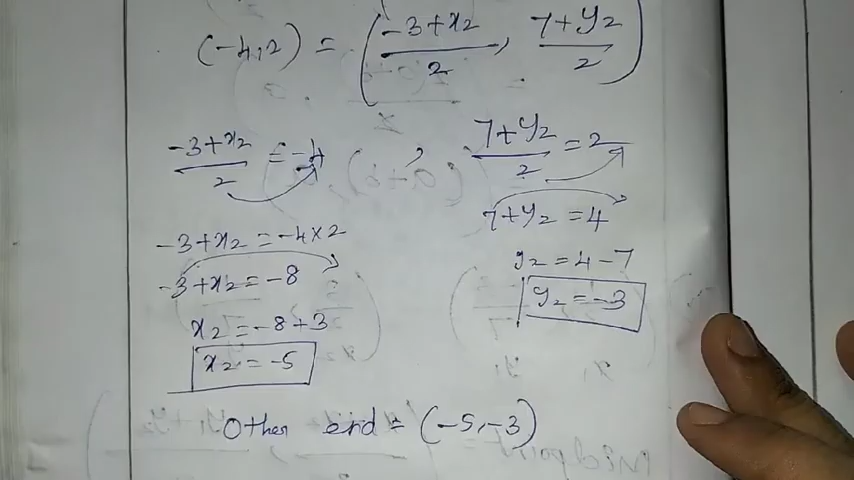 (-4,2) = ( (-3+x₂)/2 , (7+y₂)/2 )
(-3+x₂)/2 = -4
-3+x₂ = -4×2
-3+x₂ = -8
x₂ = -8+3
x₂ = -5
(7+y₂)/2 = 2
7+y₂ = 4
y₂ = 4-7
y₂ = -3
Other end = (-5,-3)